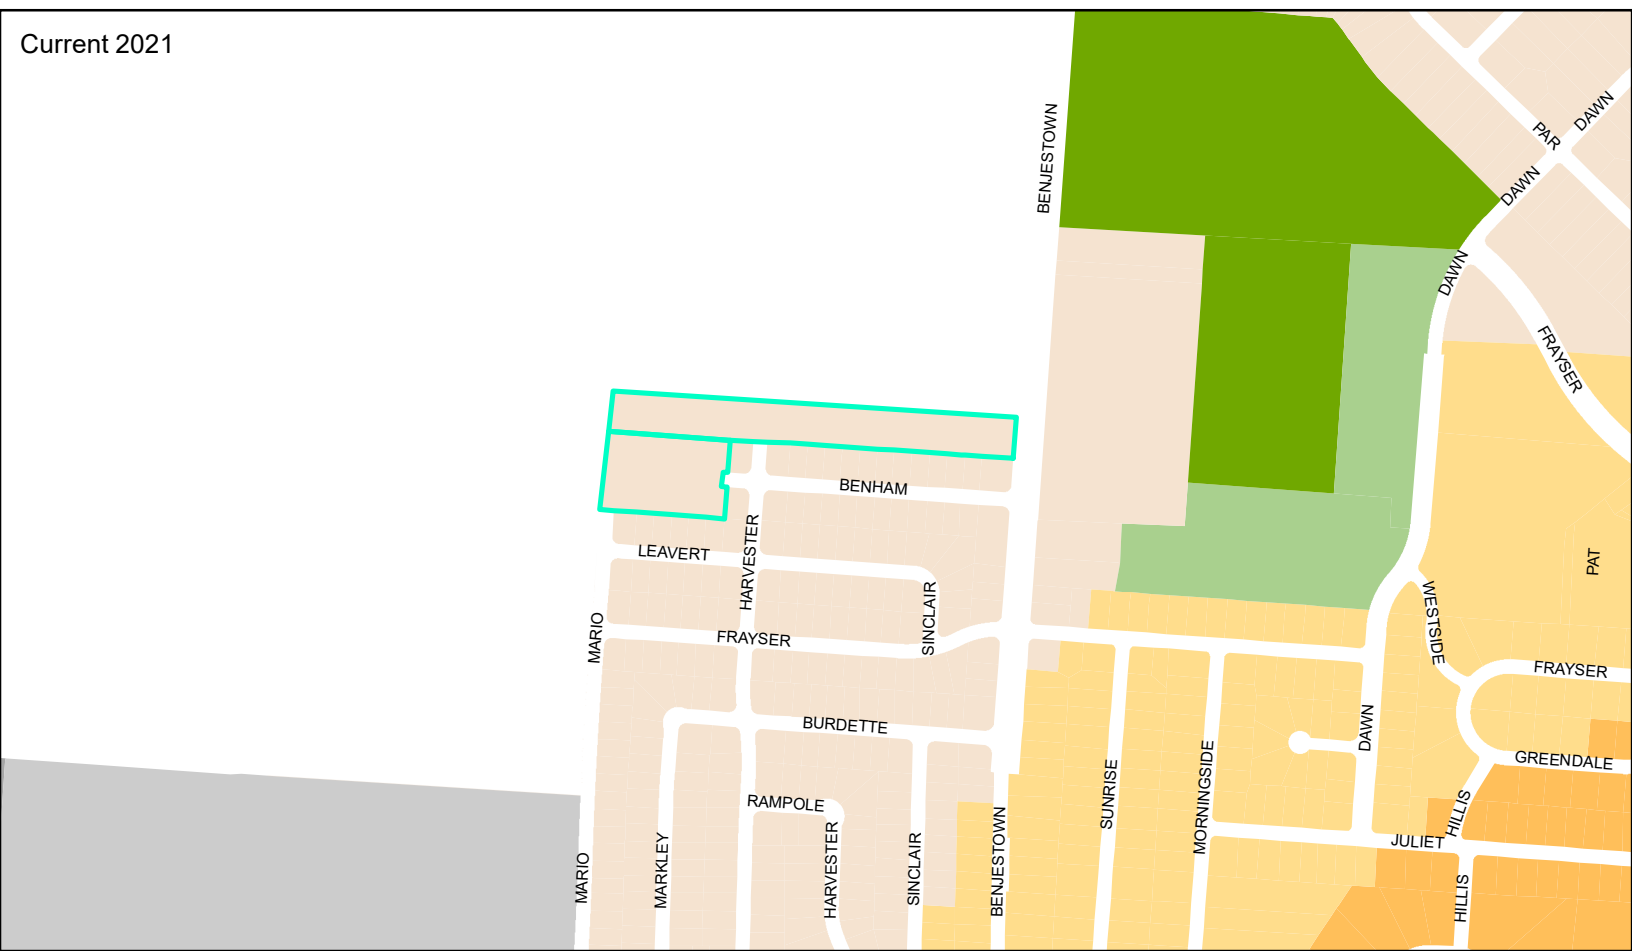 Current 2021
BENJESTOWN
DAWN
PAR
DAWN
DAWN
FRAYSER
BENHAM
LEAVERT
HARVESTER
PAT
SINCLAIR
WESTSIDE
MARIO
FRAYSER
FRAYSER
BURDETTE
DAWN
GREENDALE
SUNRISE
MORNINGSIDE
RAMPOLE
HILLIS
JULIET
MARIO
MARKLEY
HARVESTER
SINCLAIR
BENJESTOWN
HILLIS